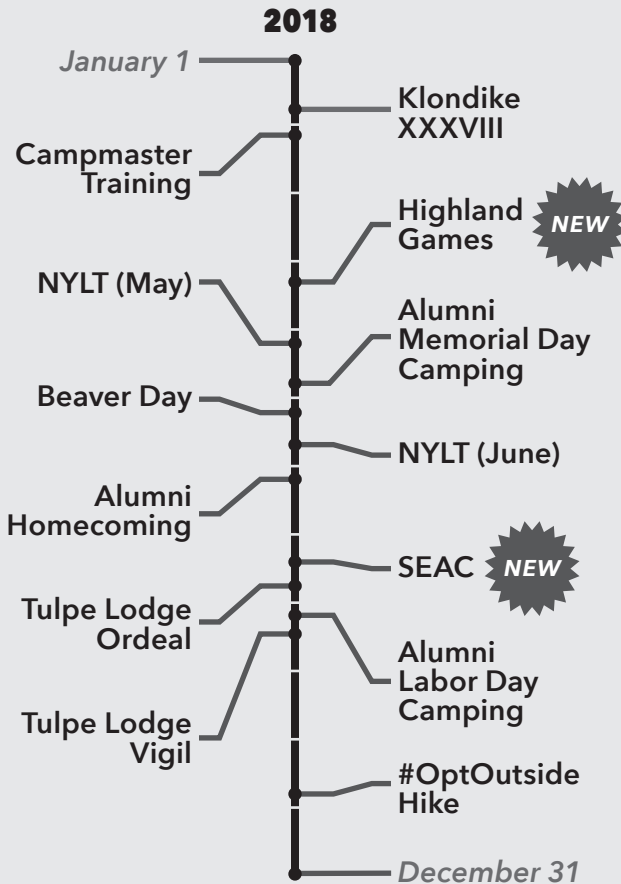 2018
January 1
Klondike
XXXVIII
Campmaster
Training
Highland
Games
NEW
NYLT (May)
Alumni
Memorial Day
Camping
Beaver Day
NYLT (June)
Alumni
Homecoming
SEAC
NEW
Tulpe Lodge
Ordeal
Alumni
Labor Day
Camping
Tulpe Lodge
Vigil
#OptOutside
Hike
December 31